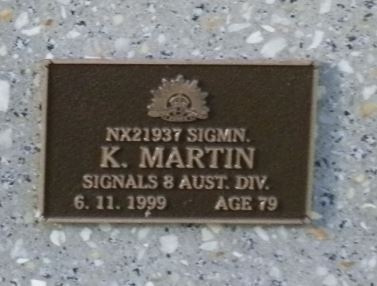 NX21937 SIGMN.
K. MARTIN
SIGNALS 8 AUST. DIV.
6. 11. 1999 AGE 79